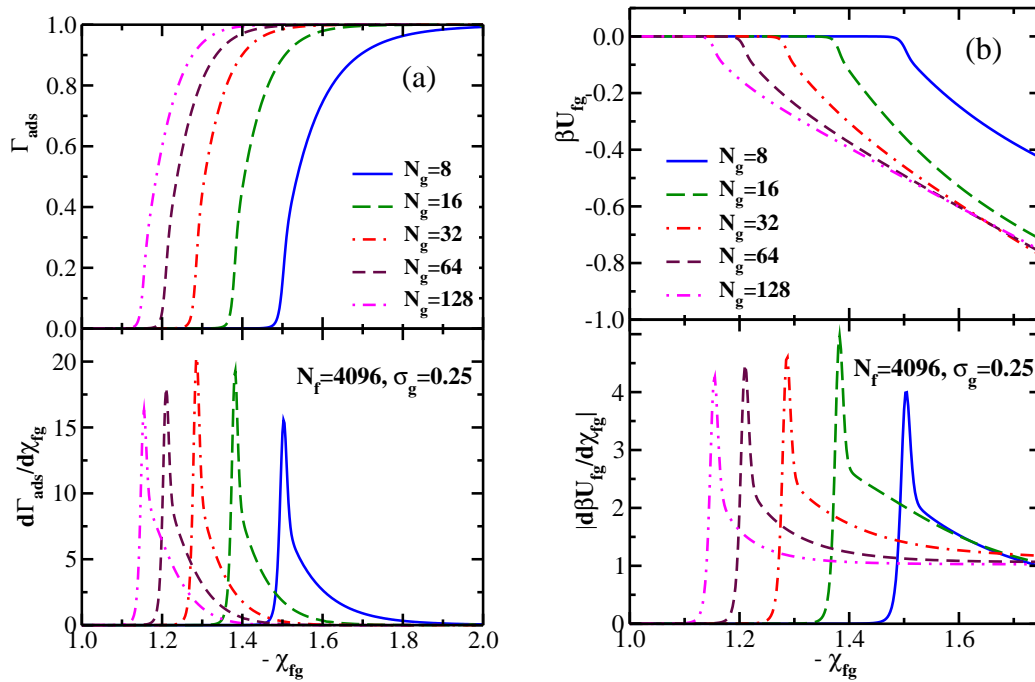 1.0
0.8
0.6
0.4
0.2
0.0
Γads
(a)
Ng=8
Ng=16
Ng=32
Ng=64
Ng=128
20
15
10
5
0
dΓads/dχfg
Nf=4096, σg=0.25
1.0 1.2 1.4 1.6 1.8 2.0
- χfg
0.0
-0.2
-0.4
-0.6
-0.8
-1.0
βUfg
(b)
Ng=8
Ng=16
Ng=32
Ng=64
Ng=128
4
3
2
1
0
|dβUfg/dχfg|
Nf=4096, σg=0.25
1.0 1.2 1.4 1.6
- χfg